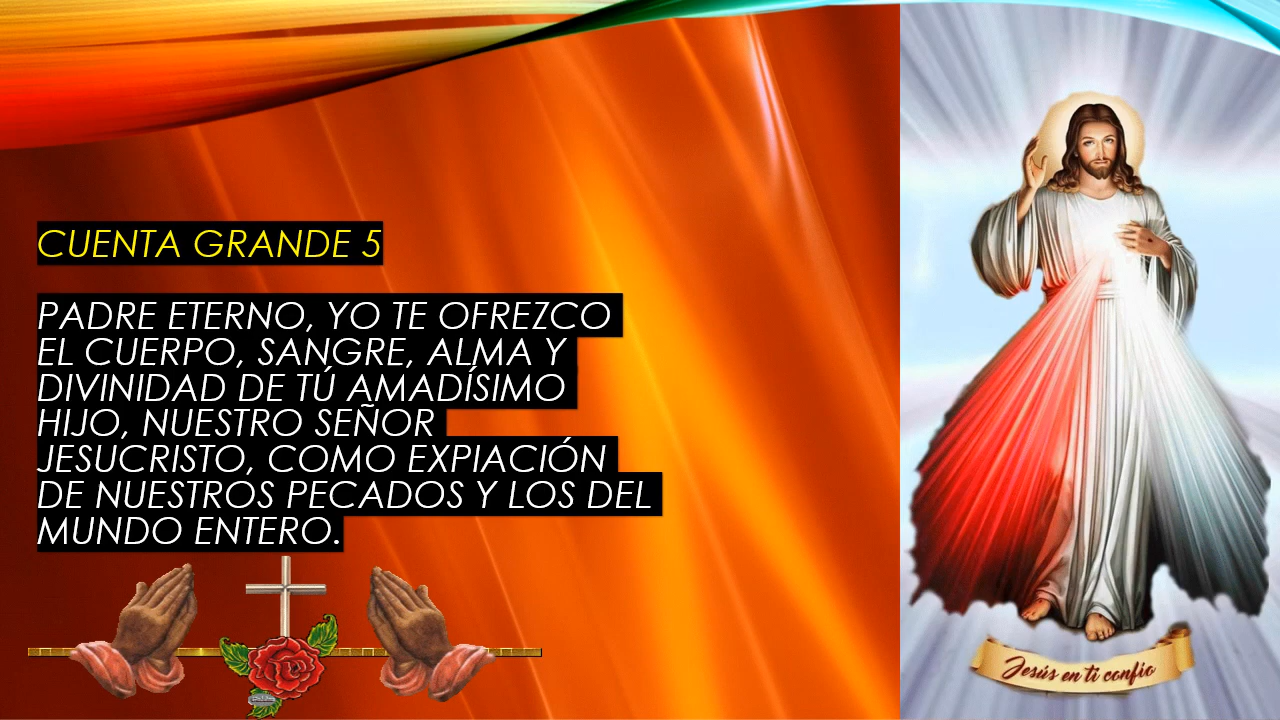 CUENTA GRANDE 5
PADRE ETERNO, YO TE OFREZCO
EL CUERPO, SANGRE, ALMA Y
DIVINIDAD DE TÚ AMADÍSIMO
HIJO, NUESTRO SEÑOR
JESUCRISTO, COMO EXPIACIÓN
DE NUESTROS PECADOS Y LOS DEL
MUNDO ENTERO.
Jesús en ti confío